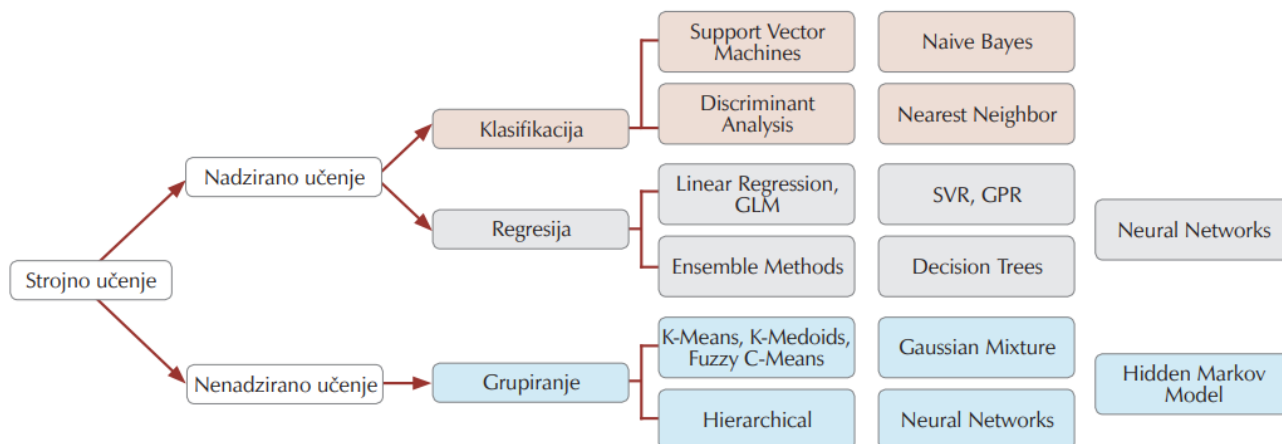 Support Vector
Machines
Naive Bayes
Klasifikacija
Discriminant
Analysis
Nearest Neighbor
Nadzirano učenje
Linear Regression,
GLM
SVR, GPR
Regresija
Neural Networks
Ensemble Methods
Decision Trees
Strojno učenje
K-Means, K-Medoids,
Fuzzy C-Means
Gaussian Mixture
Nenadzirano učenje
Grupiranje
Hidden Markov
Model
Hierarchical
Neural Networks